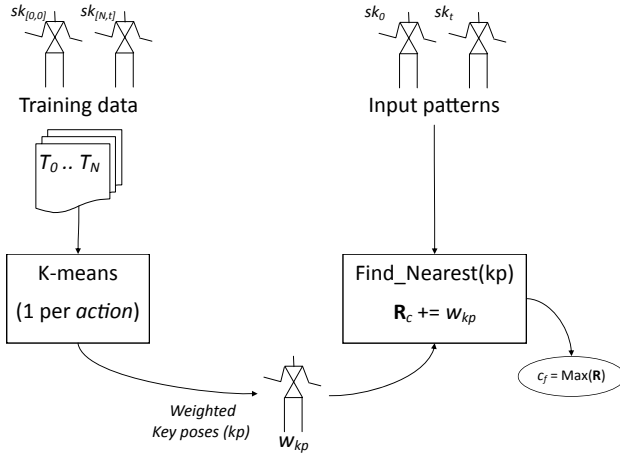 sk[0,0]
sk[N,t]
Training data
T0 .. TN
K-means
(1 per action)
Weighted
Key poses (kp)
wkp
sk0
skt
Input patterns
Find_Nearest(kp)
Rc += wkp
cf = Max(R)